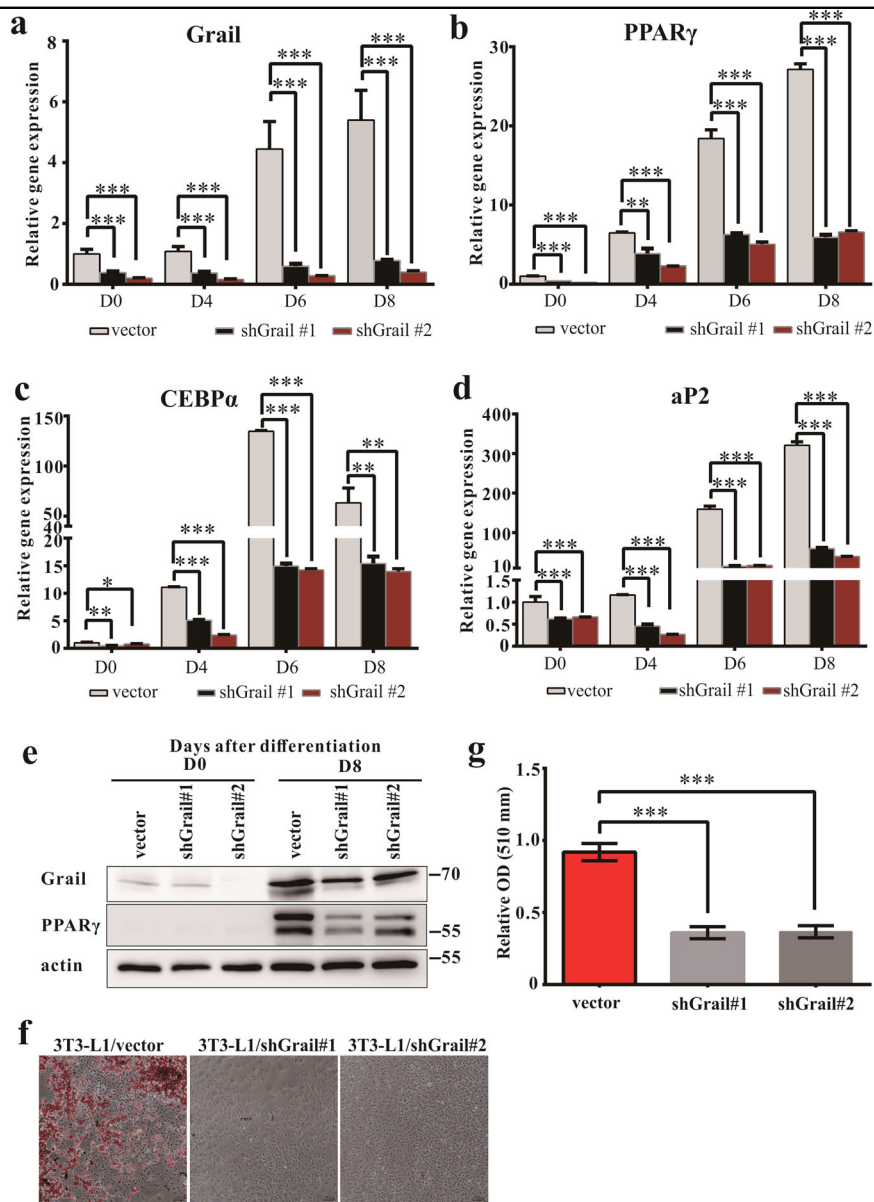 a
Grail
Relative gene expression
8
6
4
2
0
*** *** *** ***
*** *** *** ***
D0 D4 D6 D8
vector shGrail #1 shGrail #2
b
PPARγ
Relative gene expression
30
20
10
0
*** *** *** ***
*** ** *** ***
D0 D4 D6 D8
vector shGrail #1 shGrail #2
c
CEBPα
Relative gene expression
150
100
50
40
20
15
10
5
0
* *** *** **
** *** *** **
D0 D4 D6 D8
vector shGrail #1 shGrail #2
d
aP2
Relative gene expression
400
300
200
100
10
1.5
1.0
0.5
0.0
*** *** *** ***
*** *** *** ***
D0 D4 D6 D8
vector shGrail #1 shGrail #2
e
Days after differentiation
D0 D8
vector shGrail#1 shGrail#2 vector shGrail#1 shGrail#2
Grail 70
PPARγ 55
actin 55
g
Relative OD (510 mm)
1.5
1.0
0.5
0
***
***
vector shGrail#1 shGrail#2
f
3T3-L1/vector 3T3-L1/shGrail#1 3T3-L1/shGrail#2